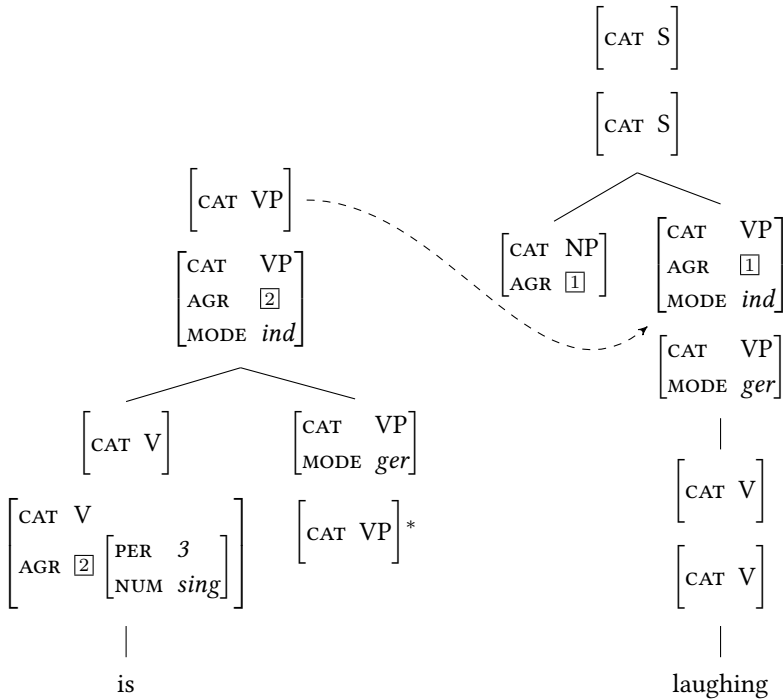 CAT S
CAT S
CAT VP
CAT NP
AGR 1
CAT VP
AGR 1
MODE ind
CAT VP
AGR 2
MODE ind
CAT VP
MODE ger
CAT V
CAT VP
MODE ger
CAT V
CAT V
AGR 2 PER 3
NUM sing
CAT VP *
CAT V
is
laughing